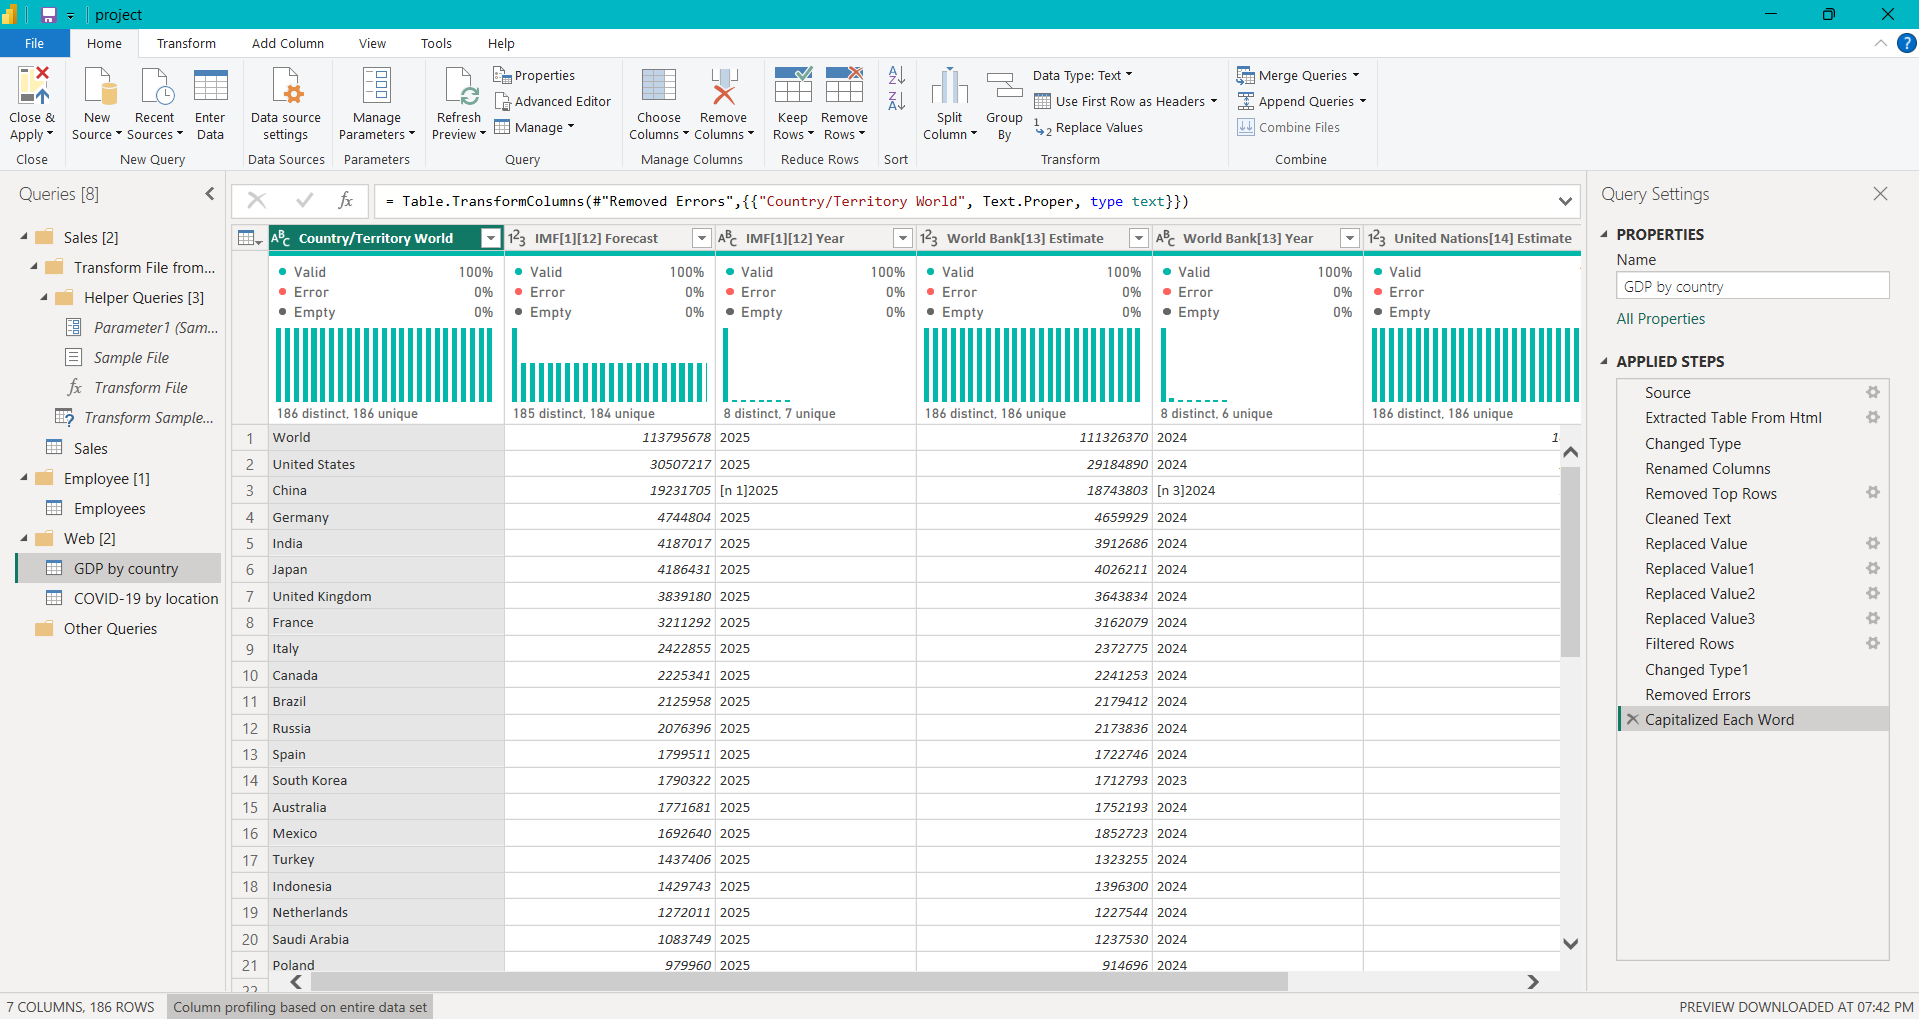 project
File Home Transform Add Column View Tools Help
Close & Apply
New Source
Recent Sources
Enter Data
Data source settings
Manage Parameters
Refresh Preview
Properties
Advanced Editor
Manage
Choose Columns
Remove Columns
Keep Rows
Remove Rows
Split Column
Group By
Data Type: Text
Use First Row as Headers
Replace Values
Merge Queries
Append Queries
Combine Files
Close New Query Data Sources Parameters Query Manage Columns Reduce Rows Sort Transform Combine
Queries [8]
Sales [2]
Transform File from...
Helper Queries [3]
Parameter1 (Sam...
Sample File
Transform File
Transform Sample...
Sales
Employee [1]
Employees
Web [2]
GDP by country
COVID-19 by location
Other Queries
= Table.TransformColumns(#"Removed Errors",{{"Country/Territory World", Text.Proper, type text}})
Country/Territory World IMF[1][12] Forecast IMF[1][12] Year World Bank[13] Estimate World Bank[13] Year United Nations[14] Estimate
Valid 100% Valid 100% Valid 100% Valid 100% Valid 100% Valid
Error 0% Error 0% Error 0% Error 0% Error 0% Error
Empty 0% Empty 0% Empty 0% Empty 0% Empty 0% Empty
186 distinct, 186 unique 185 distinct, 184 unique 8 distinct, 7 unique 186 distinct, 186 unique 8 distinct, 6 unique 186 distinct, 186 unique
1 World 113795678 2025 111326370 2024 1
2 United States 30507217 2025 29184890 2024
3 China 19231705 [n 1]2025 18743803 [n 3]2024
4 Germany 4744804 2025 4659929 2024
5 India 4187017 2025 3912686 2024
6 Japan 4186431 2025 4026211 2024
7 United Kingdom 3839180 2025 3643834 2024
8 France 3211292 2025 3162079 2024
9 Italy 2422855 2025 2372775 2024
10 Canada 2225341 2025 2241253 2024
11 Brazil 2125958 2025 2179412 2024
12 Russia 2076396 2025 2173836 2024
13 Spain 1799511 2025 1722746 2024
14 South Korea 1790322 2025 1712793 2023
15 Australia 1771681 2025 1752193 2024
16 Mexico 1692640 2025 1852723 2024
17 Turkey 1437406 2025 1323255 2024
18 Indonesia 1429743 2025 1396300 2024
19 Netherlands 1272011 2025 1227544 2024
20 Saudi Arabia 1083749 2025 1237530 2024
21 Poland 979960 2025 914696 2024
22
Query Settings
PROPERTIES
Name
GDP by country
All Properties
APPLIED STEPS
Source
Extracted Table From Html
Changed Type
Renamed Columns
Removed Top Rows
Cleaned Text
Replaced Value
Replaced Value1
Replaced Value2
Replaced Value3
Filtered Rows
Changed Type1
Removed Errors
Capitalized Each Word
7 COLUMNS, 186 ROWS Column profiling based on entire data set PREVIEW DOWNLOADED AT 07:42 PM